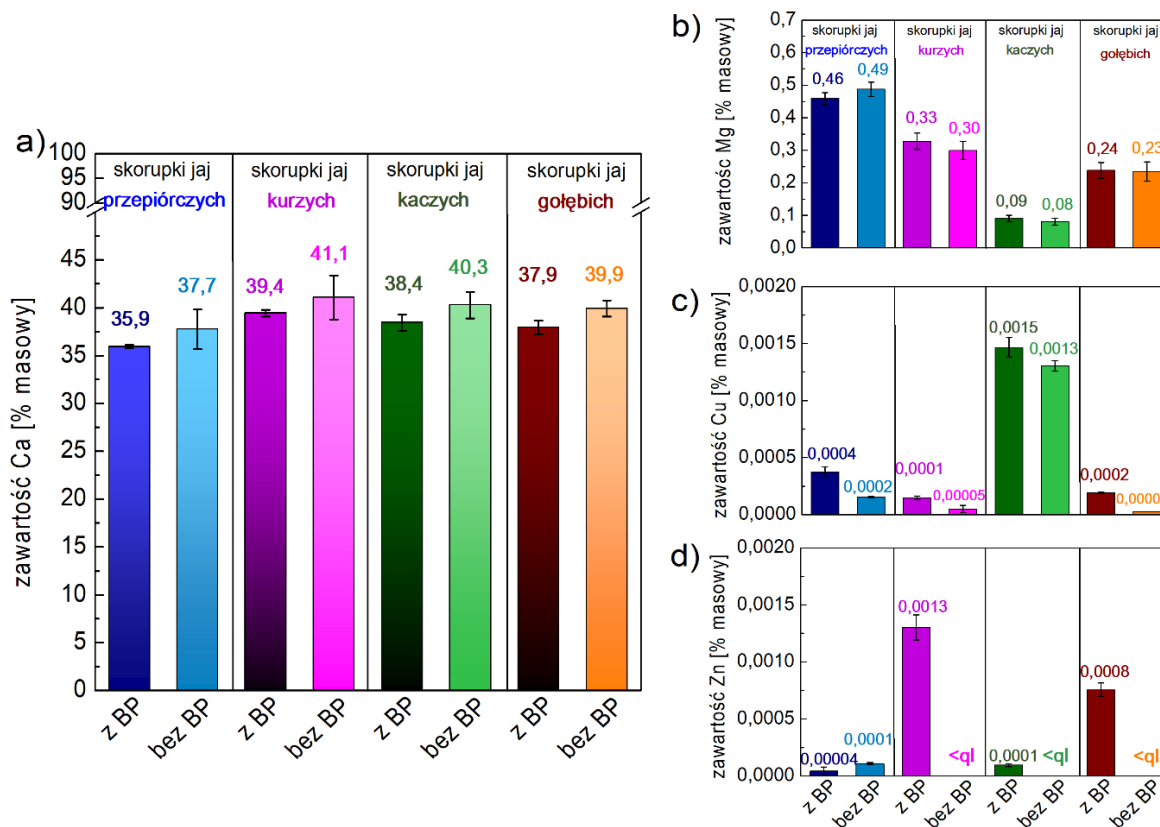 a)
zawartość Ca [% masowy]
100
95
90
45
40
35
30
25
20
15
10
5
0
skorupki jaj
przepiórczych
skorupki jaj
kurzych
skorupki jaj
kaczych
skorupki jaj
gołębich
35,9
37,7
39,4
41,1
38,4
40,3
37,9
39,9
z BP
bez BP
z BP
bez BP
z BP
bez BP
z BP
bez BP
b)
zawartość Mg [% masowy]
0,7
0,6
0,5
0,4
0,3
0,2
0,1
0,0
skorupki jaj
przepiórczych
skorupki jaj
kurzych
skorupki jaj
kaczych
skorupki jaj
gołębich
0,46
0,49
0,33
0,30
0,09
0,08
0,24
0,23
c)
zawartość Cu [% masowy]
0,0020
0,0015
0,0010
0,0005
0,0000
0,0004
0,0002
0,0001
0,00005
0,0015
0,0013
0,0002
d)
zawartość Zn [% masowy]
0,0020
0,0015
0,0010
0,0005
0,0000
0,00004
0,0001
0,0013
<ql
0,0001
<ql
0,0008
<ql
z BP
bez BP
z BP
bez BP
z BP
bez BP
z BP
bez BP